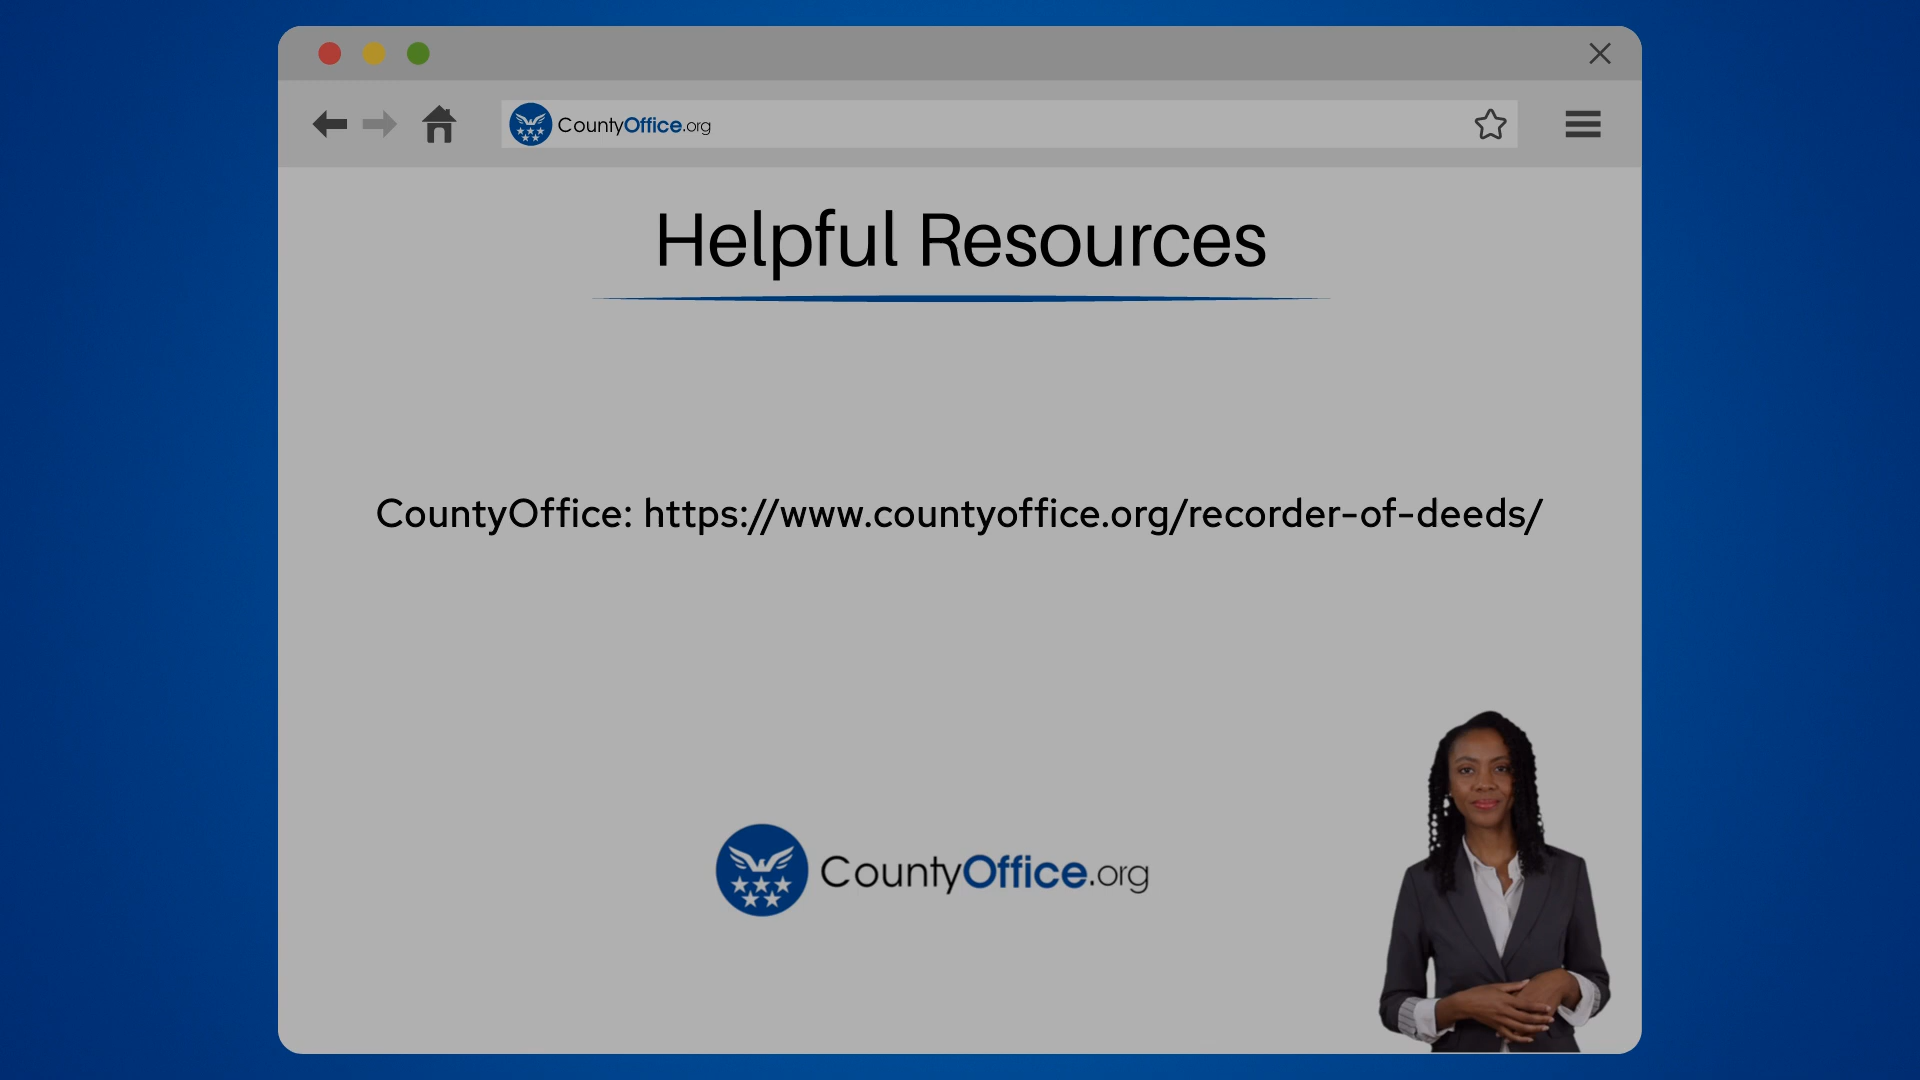 CountyOffice.org
Helpful Resources
CountyOffice: https://www.countyoffice.org/recorder-of-deeds/
CountyOffice.org